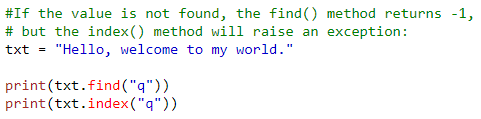 #If the value is not found, the find() method returns -1,
# but the index() method will raise an exception:
txt = "Hello, welcome to my world."
print(txt.find("q"))
print(txt.index("q"))